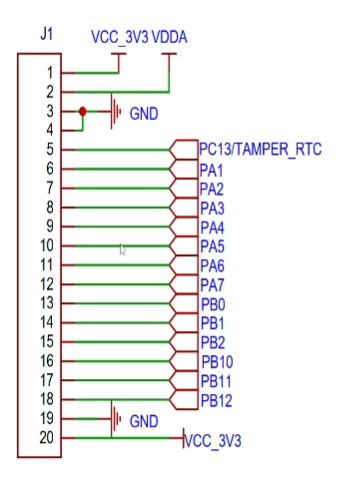 J1 VCC_3V3 VDDA
1
2
3 GND
4
5 PC13/TAMPER_RTC
6 PA1
7 PA2
8 PA3
9 PA4
10 PA5
11 PA6
12 PA7
13 PB0
14 PB1
15 PB2
16 PB10
17 PB11
18 PB12
19 GND
20 VCC_3V3